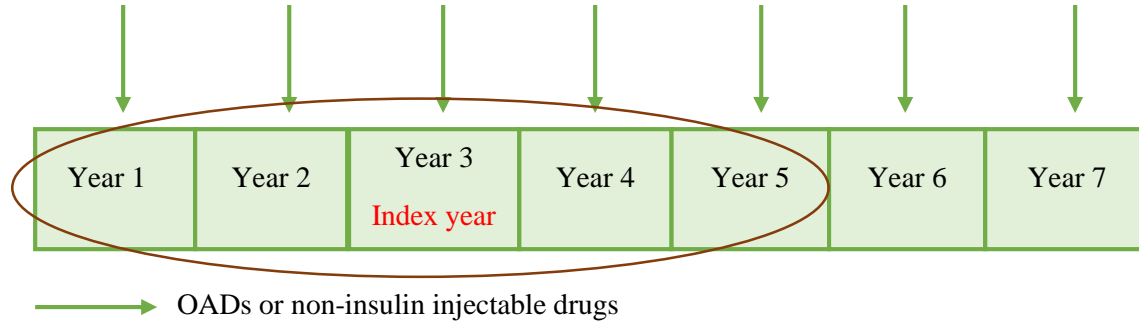 Year 1
Year 2
Year 3
Index year
Year 4
Year 5
Year 6
Year 7
OADs or non-insulin injectable drugs